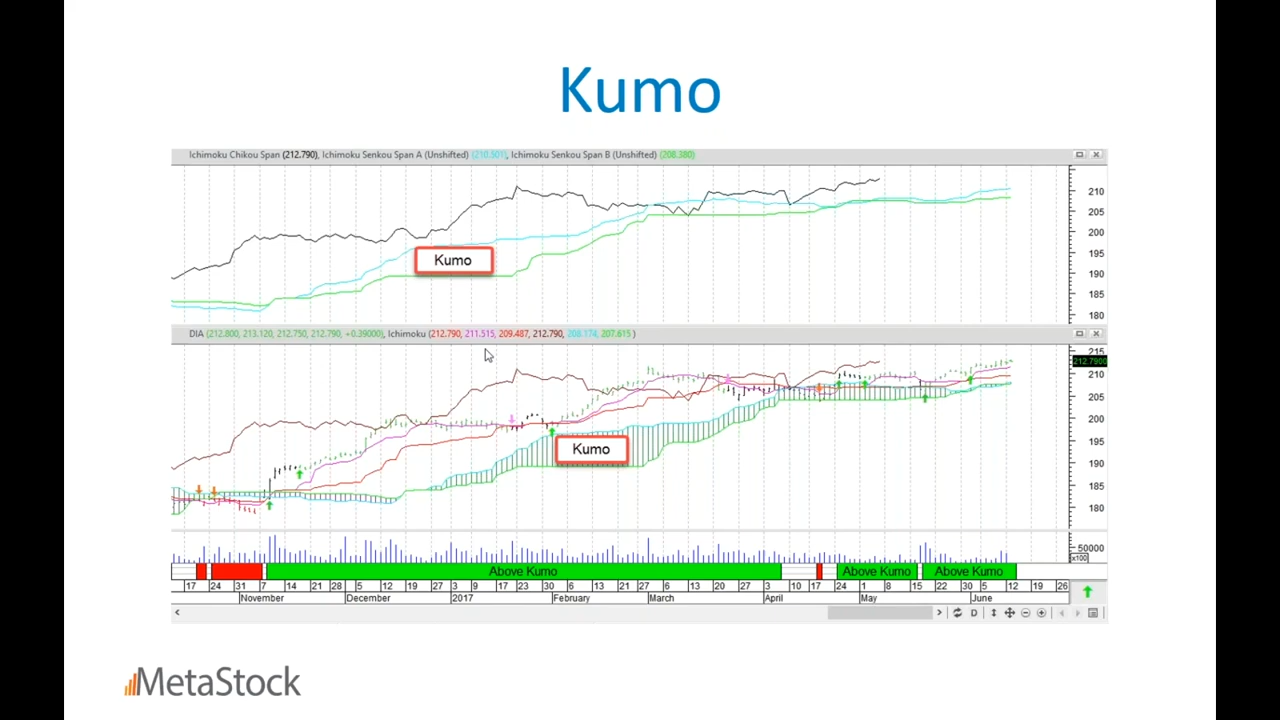 Kumo
Ichimoku Chikou Span (212.790), Ichimoku Senkou Span A (Unshifted) (210.501), Ichimoku Senkou Span B (Unshifted) (208.380)
210
205
200
195
190
185
180
Kumo
DIA (212.800, 213.120, 212.750, 212.790, +0.39000), Ichimoku (212.790, 211.515, 209.487, 212.790, 208.174, 207.615 )
215
212.7900
210
205
200
195
190
185
180
Kumo
50000
x100
Above Kumo Above Kumo Above Kumo
17 24 31 7 14 21 28 5 12 19 27 3 9 17 23 30 6 13 21 27 6 13 20 27 3 10 17 24 1 8 15 22 30 5 12 19 26
November December 2017 February March April May June
D
MetaStock